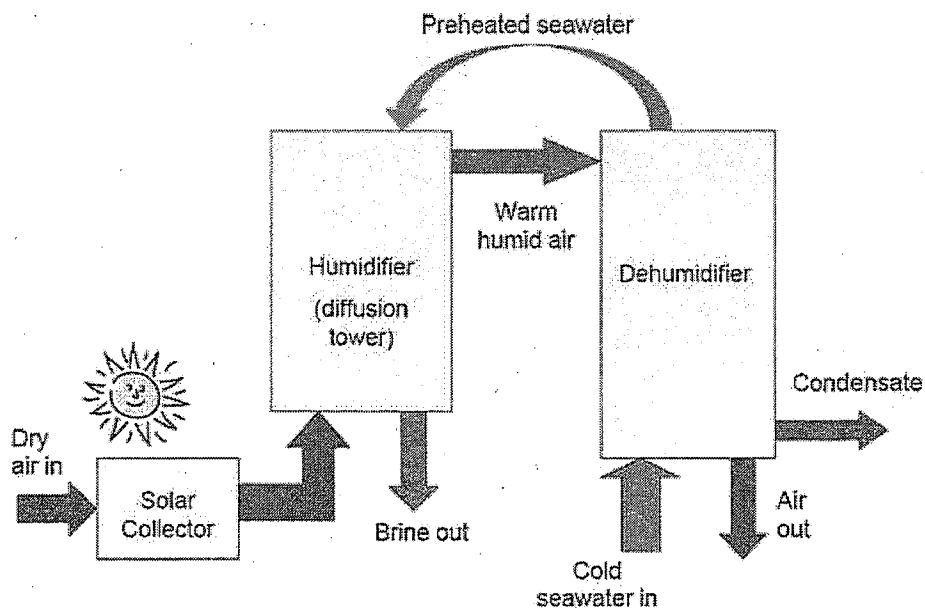 Preheated seawater
Warm
humid air
Humidifier
(diffusion
tower)
Dehumidifier
Condensate
Dry
air in
Solar
Collector
Brine out
Air
out
Cold
seawater in